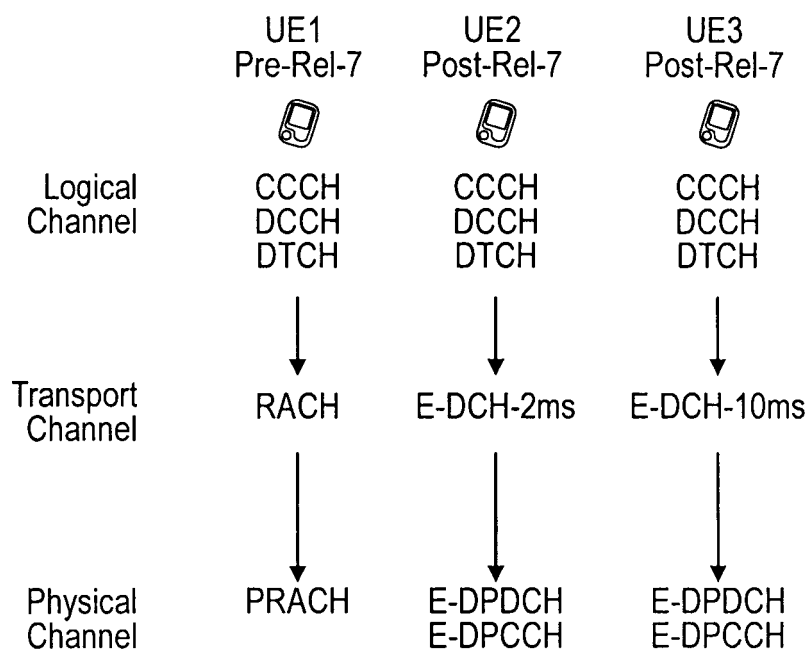 UE1 UE2 UE3
Pre-Rel-7 Post-Rel-7 Post-Rel-7
Logical CCCH CCCH CCCH
Channel DCCH DCCH DCCH
DTCH DTCH DTCH
Transport RACH E-DCH-2ms E-DCH-10ms
Channel
Physical PRACH E-DPDCH E-DPDCH
Channel E-DPCCH E-DPCCH